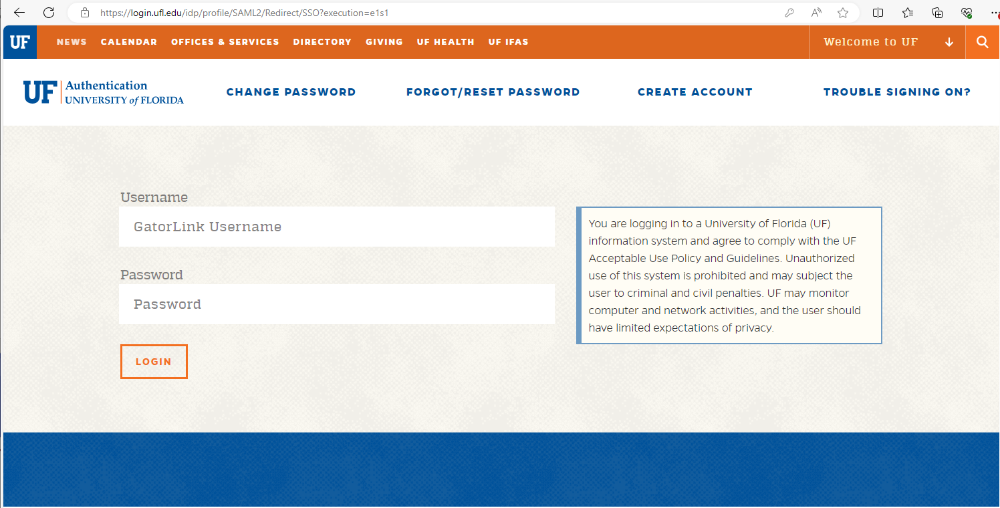 https://login.ufl.edu/idp/profile/SAML2/Redirect/SSO?execution=e1s1
UF NEWS CALENDAR OFFICES & SERVICES DIRECTORY GIVING UF HEALTH UF IFAS Welcome to UF
UF Authentication
UNIVERSITY of FLORIDA
CHANGE PASSWORD FORGOT/RESET PASSWORD CREATE ACCOUNT TROUBLE SIGNING ON?
Username
GatorLink Username
Password
Password
LOGIN
You are logging in to a University of Florida (UF)
information system and agree to comply with the UF
Acceptable Use Policy and Guidelines. Unauthorized
use of this system is prohibited and may subject the
user to criminal and civil penalties. UF may monitor
computer and network activities, and the user should
have limited expectations of privacy.